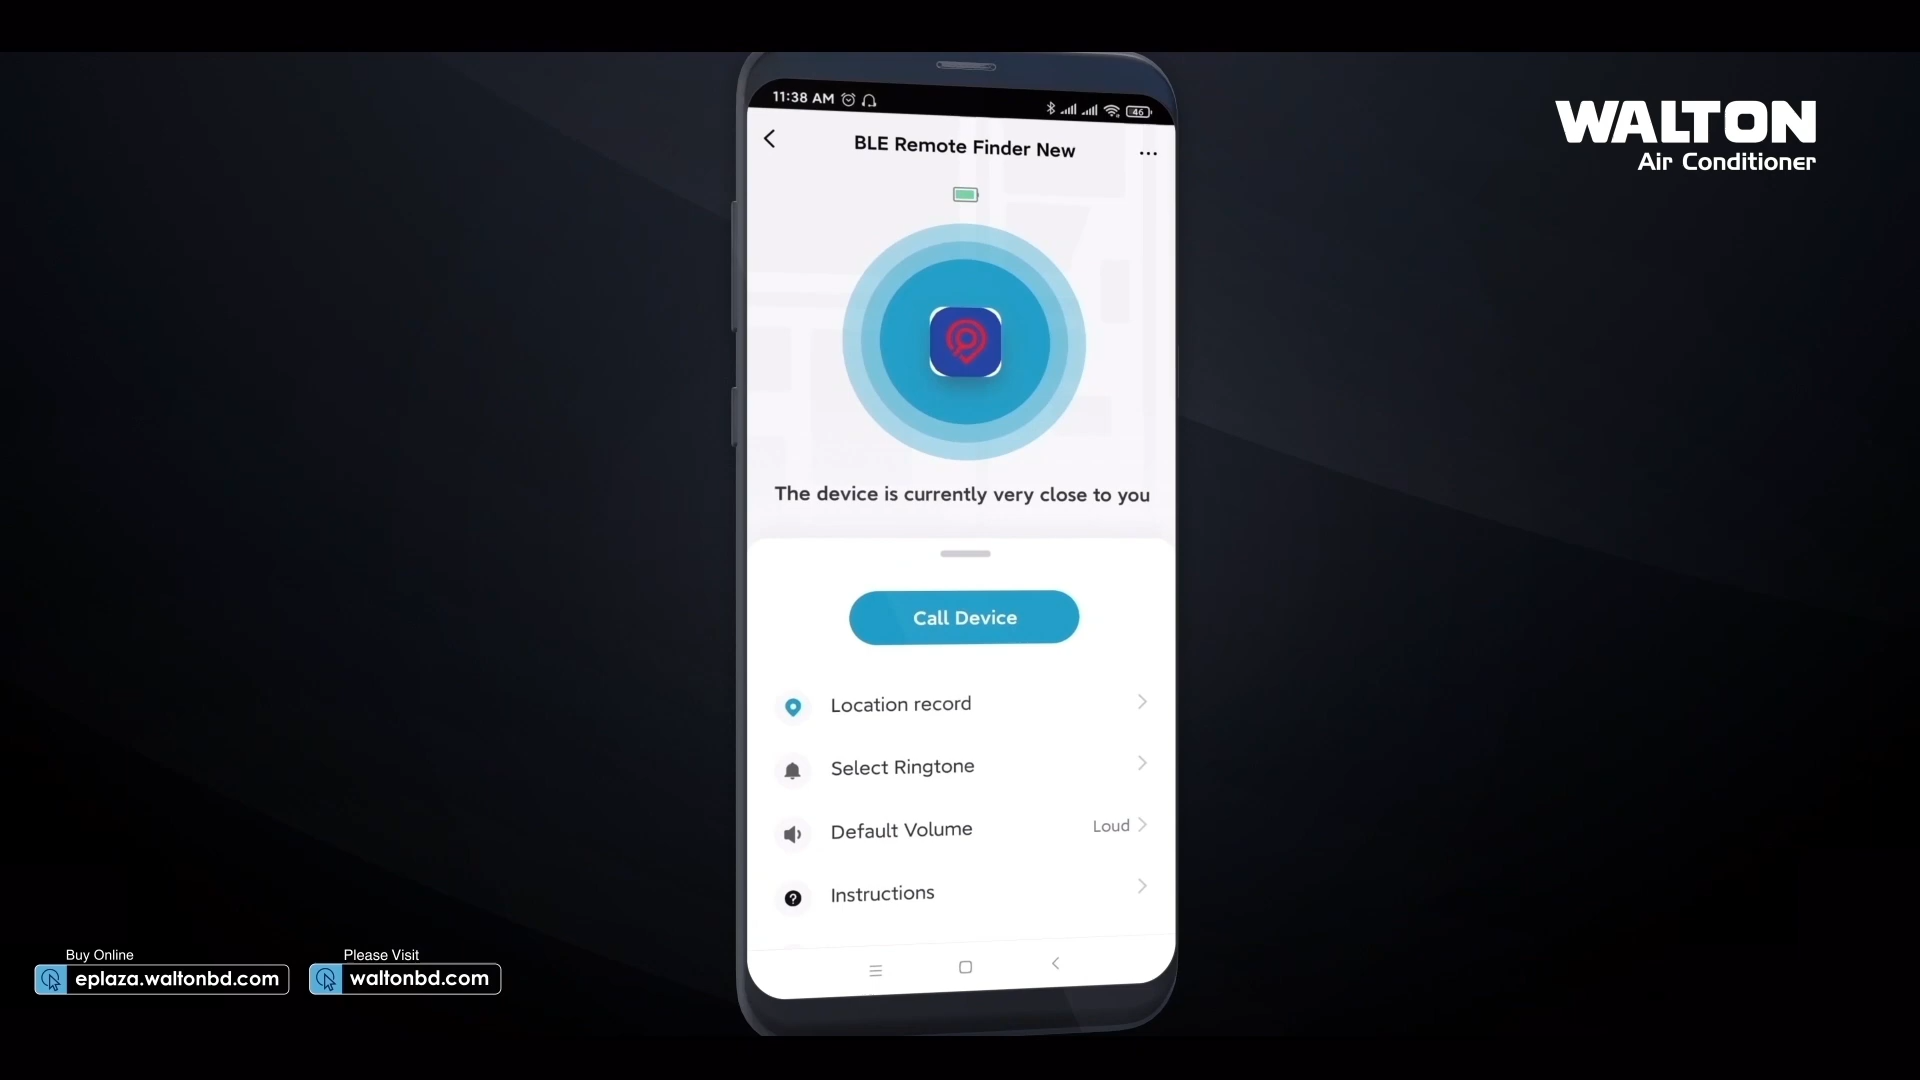 WALTON
Air Conditioner
11:38 AM
46
BLE Remote Finder New
The device is currently very close to you
Call Device
Location record
Select Ringtone
Default Volume Loud
Instructions
Buy Online
eplaza.waltonbd.com
Please Visit
waltonbd.com